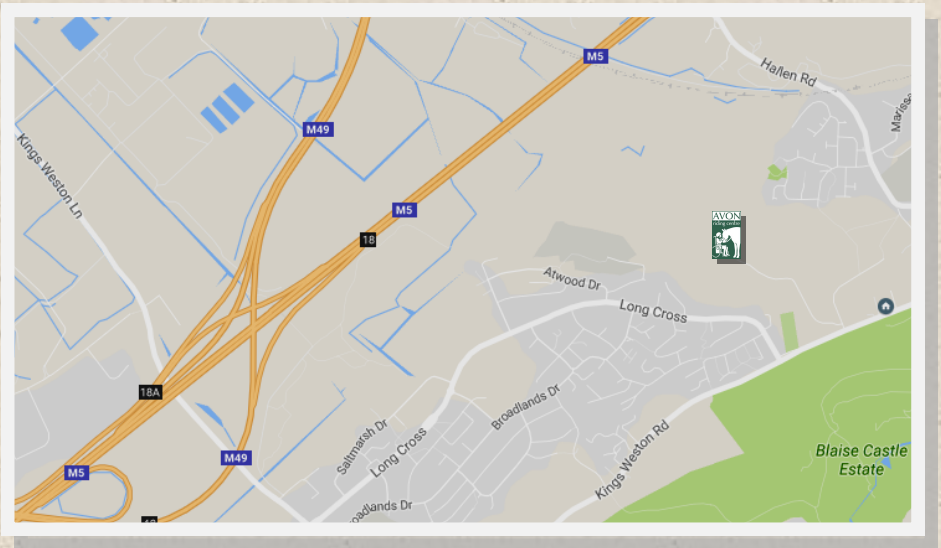 M5
Hallen Rd
M49
Kings Weston Ln
M5
AVON
riding centre
18
Atwood Dr
Long Cross
18A
Broadlands Dr
Saltmarsh Dr
Long Cross
Kings Weston Rd
M49
Blaise Castle
Estate
M5
oadlands Dr